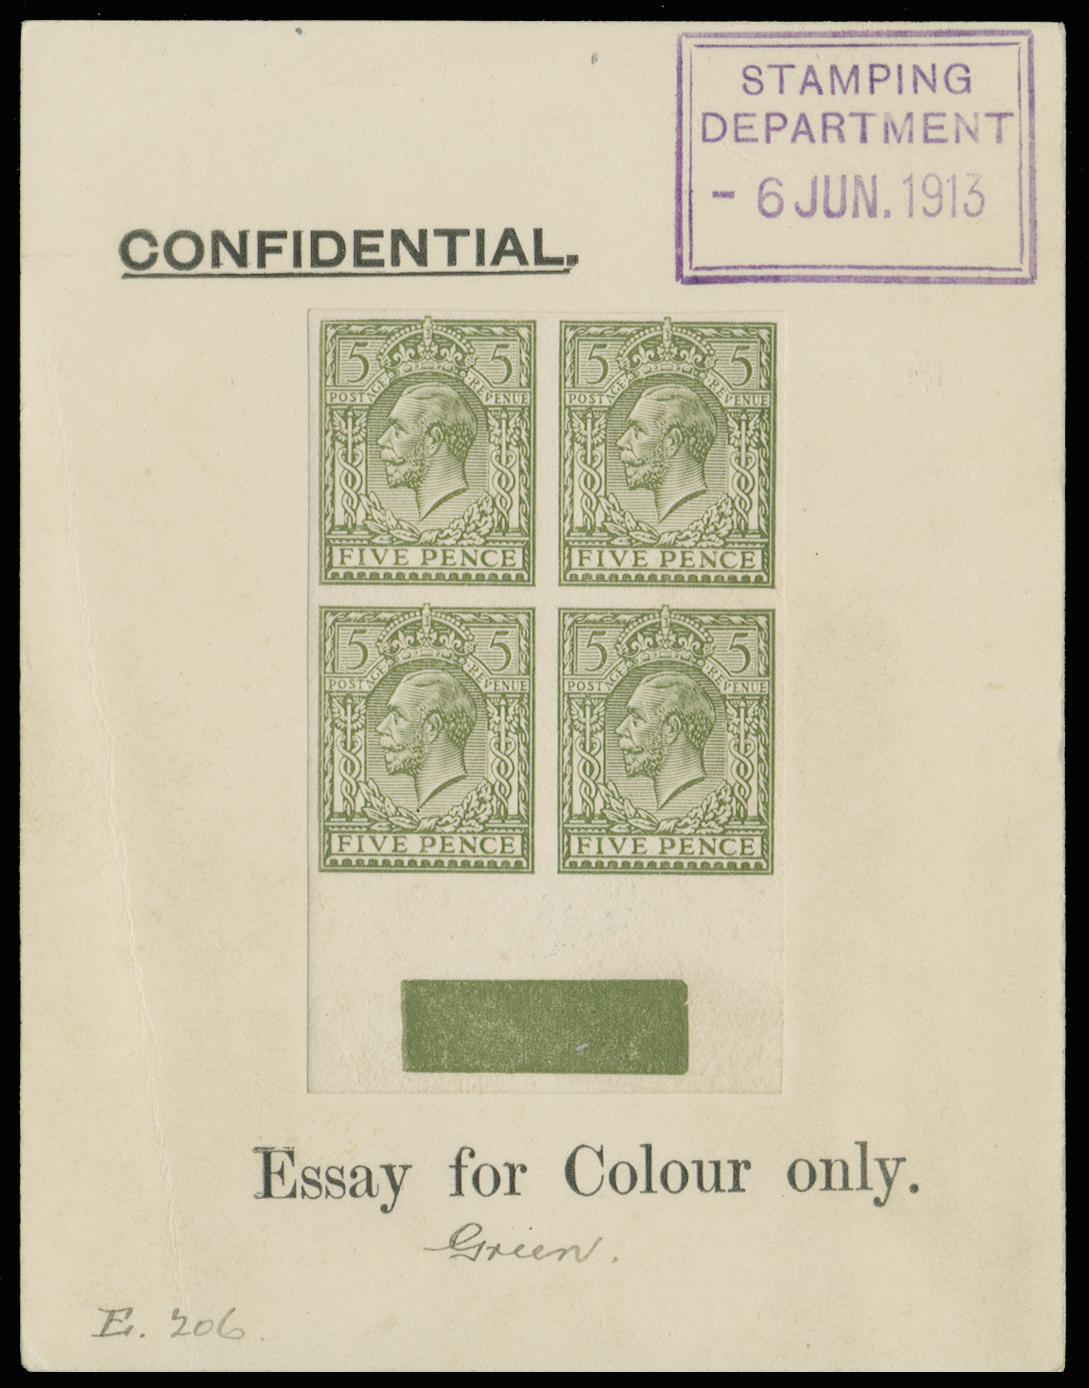 STAMPING
DEPARTMENT
- 6 JUN. 1913
CONFIDENTIAL.
5 5 5 5
POSTAGE REVENUE POSTAGE REVENUE
FIVE PENCE FIVE PENCE
5 5 5 5
POSTAGE REVENUE POSTAGE REVENUE
FIVE PENCE FIVE PENCE
Essay for Colour only.
Green.
E. 206.